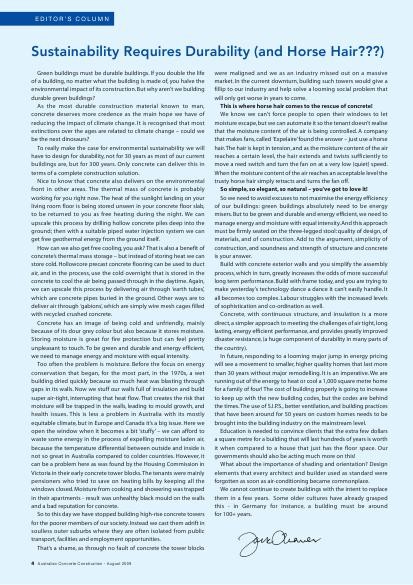 EDITOR'S COLUMN
Sustainability Requires Durability (and Horse Hair???)
Green buildings must be durable buildings. If you double the life
of a building, no matter what the building is made of, you halve the
environmental impact of its construction. But why aren't we building
durable green buildings?
As the most durable construction material known to man,
concrete deserves more credence as the main hope we have of
reducing the impact of climate change. It is recognised that most
extinctions over the ages are related to climate change – could we
be the next dinosaurs?
To really make the case for environmental sustainability we will
have to design for durability, not for 30 years as most of our current
buildings are, but for 300 years. Only concrete can deliver this in
terms of a complete construction solution.
Nice to know that concrete also delivers on the environmental
front in other areas. The thermal mass of concrete is probably
working for you right now. The heat of the sunlight landing on your
living room floor is being stored unseen in your concrete floor slab,
to be returned to you as free heating during the night. We can
upscale this process by drilling hollow concrete piles deep into the
ground; then with a suitable piped water injection system we can
get free geothermal energy from the ground itself.
How can we also get free cooling, you ask? That is also a benefit of
concrete's thermal mass storage – but instead of storing heat we can
store cold. Hollowcore precast concrete flooring can be used to duct
air, and in the process, use the cold overnight that is stored in the
concrete to cool the air being passed through in the daytime. Again,
we can upscale this process by delivering air through 'earth tubes',
which are concrete pipes buried in the ground. Other ways are to
deliver air through 'gabions', which are simply wire mesh cages filled
with recycled crushed concrete.
Concrete has an image of being cold and unfriendly, mainly
because of its dour grey colour but also because it stores moisture.
Storing moisture is great for fire protection but can feel pretty
unpleasant to touch. To be green and durable and energy efficient,
we need to manage energy and moisture with equal intensity.
Too often the problem is moisture. Before the focus on energy
conservation that began, for the most part, in the 1970s, a wet
building dried quickly because so much heat was blasting through
gaps in its walls. Now we stuff our walls full of insulation and build
super air-tight, interrupting that heat flow. That creates the risk that
moisture will be trapped in the walls, leading to mould growth, and
health issues. This is less a problem in Australia with its mostly
equitable climate, but in Europe and Canada it's a big issue. Here we
open the window when it becomes a bit 'stuffy' – we can afford to
waste some energy in the process of expelling moisture laden air,
because the temperature differential between outside and inside is
not so great in Australia compared to colder countries. However, it
can be a problem here as was found by the Housing Commission in
Victoria in their early concrete tower blocks. The tenants were mainly
pensioners who tried to save on heating bills by keeping all the
windows closed. Moisture from cooking and showering was trapped
in their apartments - result was unhealthy black mould on the walls
and a bad reputation for concrete.
So to this day we have stopped building high-rise concrete towers
for the poorer members of our society. Instead we cast them adrift in
soulless outer suburbs where they are often isolated from public
transport, facilities and employment opportunities.
That's a shame, as through no fault of concrete the tower blocks
were maligned and we as an industry missed out on a massive
market. In the current downturn, building such towers would give a
fillip to our industry and help solve a looming social problem that
will only get worse in years to come.
This is where horse hair comes to the rescue of concrete!
We know we can't force people to open their windows to let
moisture escape, but we can automate it so the tenant doesn't realise
that the moisture content of the air is being controlled. A company
that makes fans, called 'Expelaire' found the answer – just use a horse
hair. The hair is kept in tension, and as the moisture content of the air
reaches a certain level, the hair extends and twists sufficiently to
move a reed switch and turn the fan on at a very low (quiet) speed.
When the moisture content of the air reaches an acceptable level the
trusty horse hair simply retracts and turns the fan off.
So simple, so elegant, so natural – you've got to love it!
So we need to avoid excuses to not maximise the energy efficiency
of our buildings: green buildings absolutely need to be energy
misers. But to be green and durable and energy efficient, we need to
manage energy and moisture with equal intensity. And this approach
must be firmly seated on the three-legged stool: quality of design, of
materials, and of construction. Add to the argument, simplicity of
construction, and soundness and strength of structure and concrete
is your answer.
Build with concrete exterior walls and you simplify the assembly
process, which in turn, greatly increases the odds of more successful
long term performance. Build with frame today, and you are trying to
make yesterday's technology dance a dance it can't easily handle. It
all becomes too complex. Labour struggles with the increased levels
of sophistication and co-ordination as well.
Concrete, with continuous structure, and insulation is a more
direct, a simpler approach to meeting the challenges of air tight, long
lasting, energy efficient performance, and provides greatly improved
disaster resistance, (a huge component of durability in many parts of
the country).
In future, responding to a looming major jump in energy pricing
will see a movement to smaller, higher quality homes that last more
than 30 years without major remodelling. It is an imperative. We are
running out of the energy to heat or cool a 1,000 square metre home
for a family of four! The cost of building property is going to increase
to keep up with the new building codes, but the codes are behind
the times. The use of S.I.P.S., better ventilation, and building practices
that have been around for 50 years on custom homes needs to be
brought into the building industry on the mainstream level.
Education is needed to convince clients that the extra few dollars
a square metre for a building that will last hundreds of years is worth
it when compared to a house that just has the floor space. Our
governments should also be acting much more on this!
What about the importance of shading and orientation? Design
elements that every architect and builder used as standard were
forgotten as soon as air-conditioning became commonplace.
We cannot continue to create buildings with the intent to replace
them in a few years. Some older cultures have already grasped
this - in Germany for instance, a building must be around
for 100+ years.
4 Australian Concrete Construction - August 2009